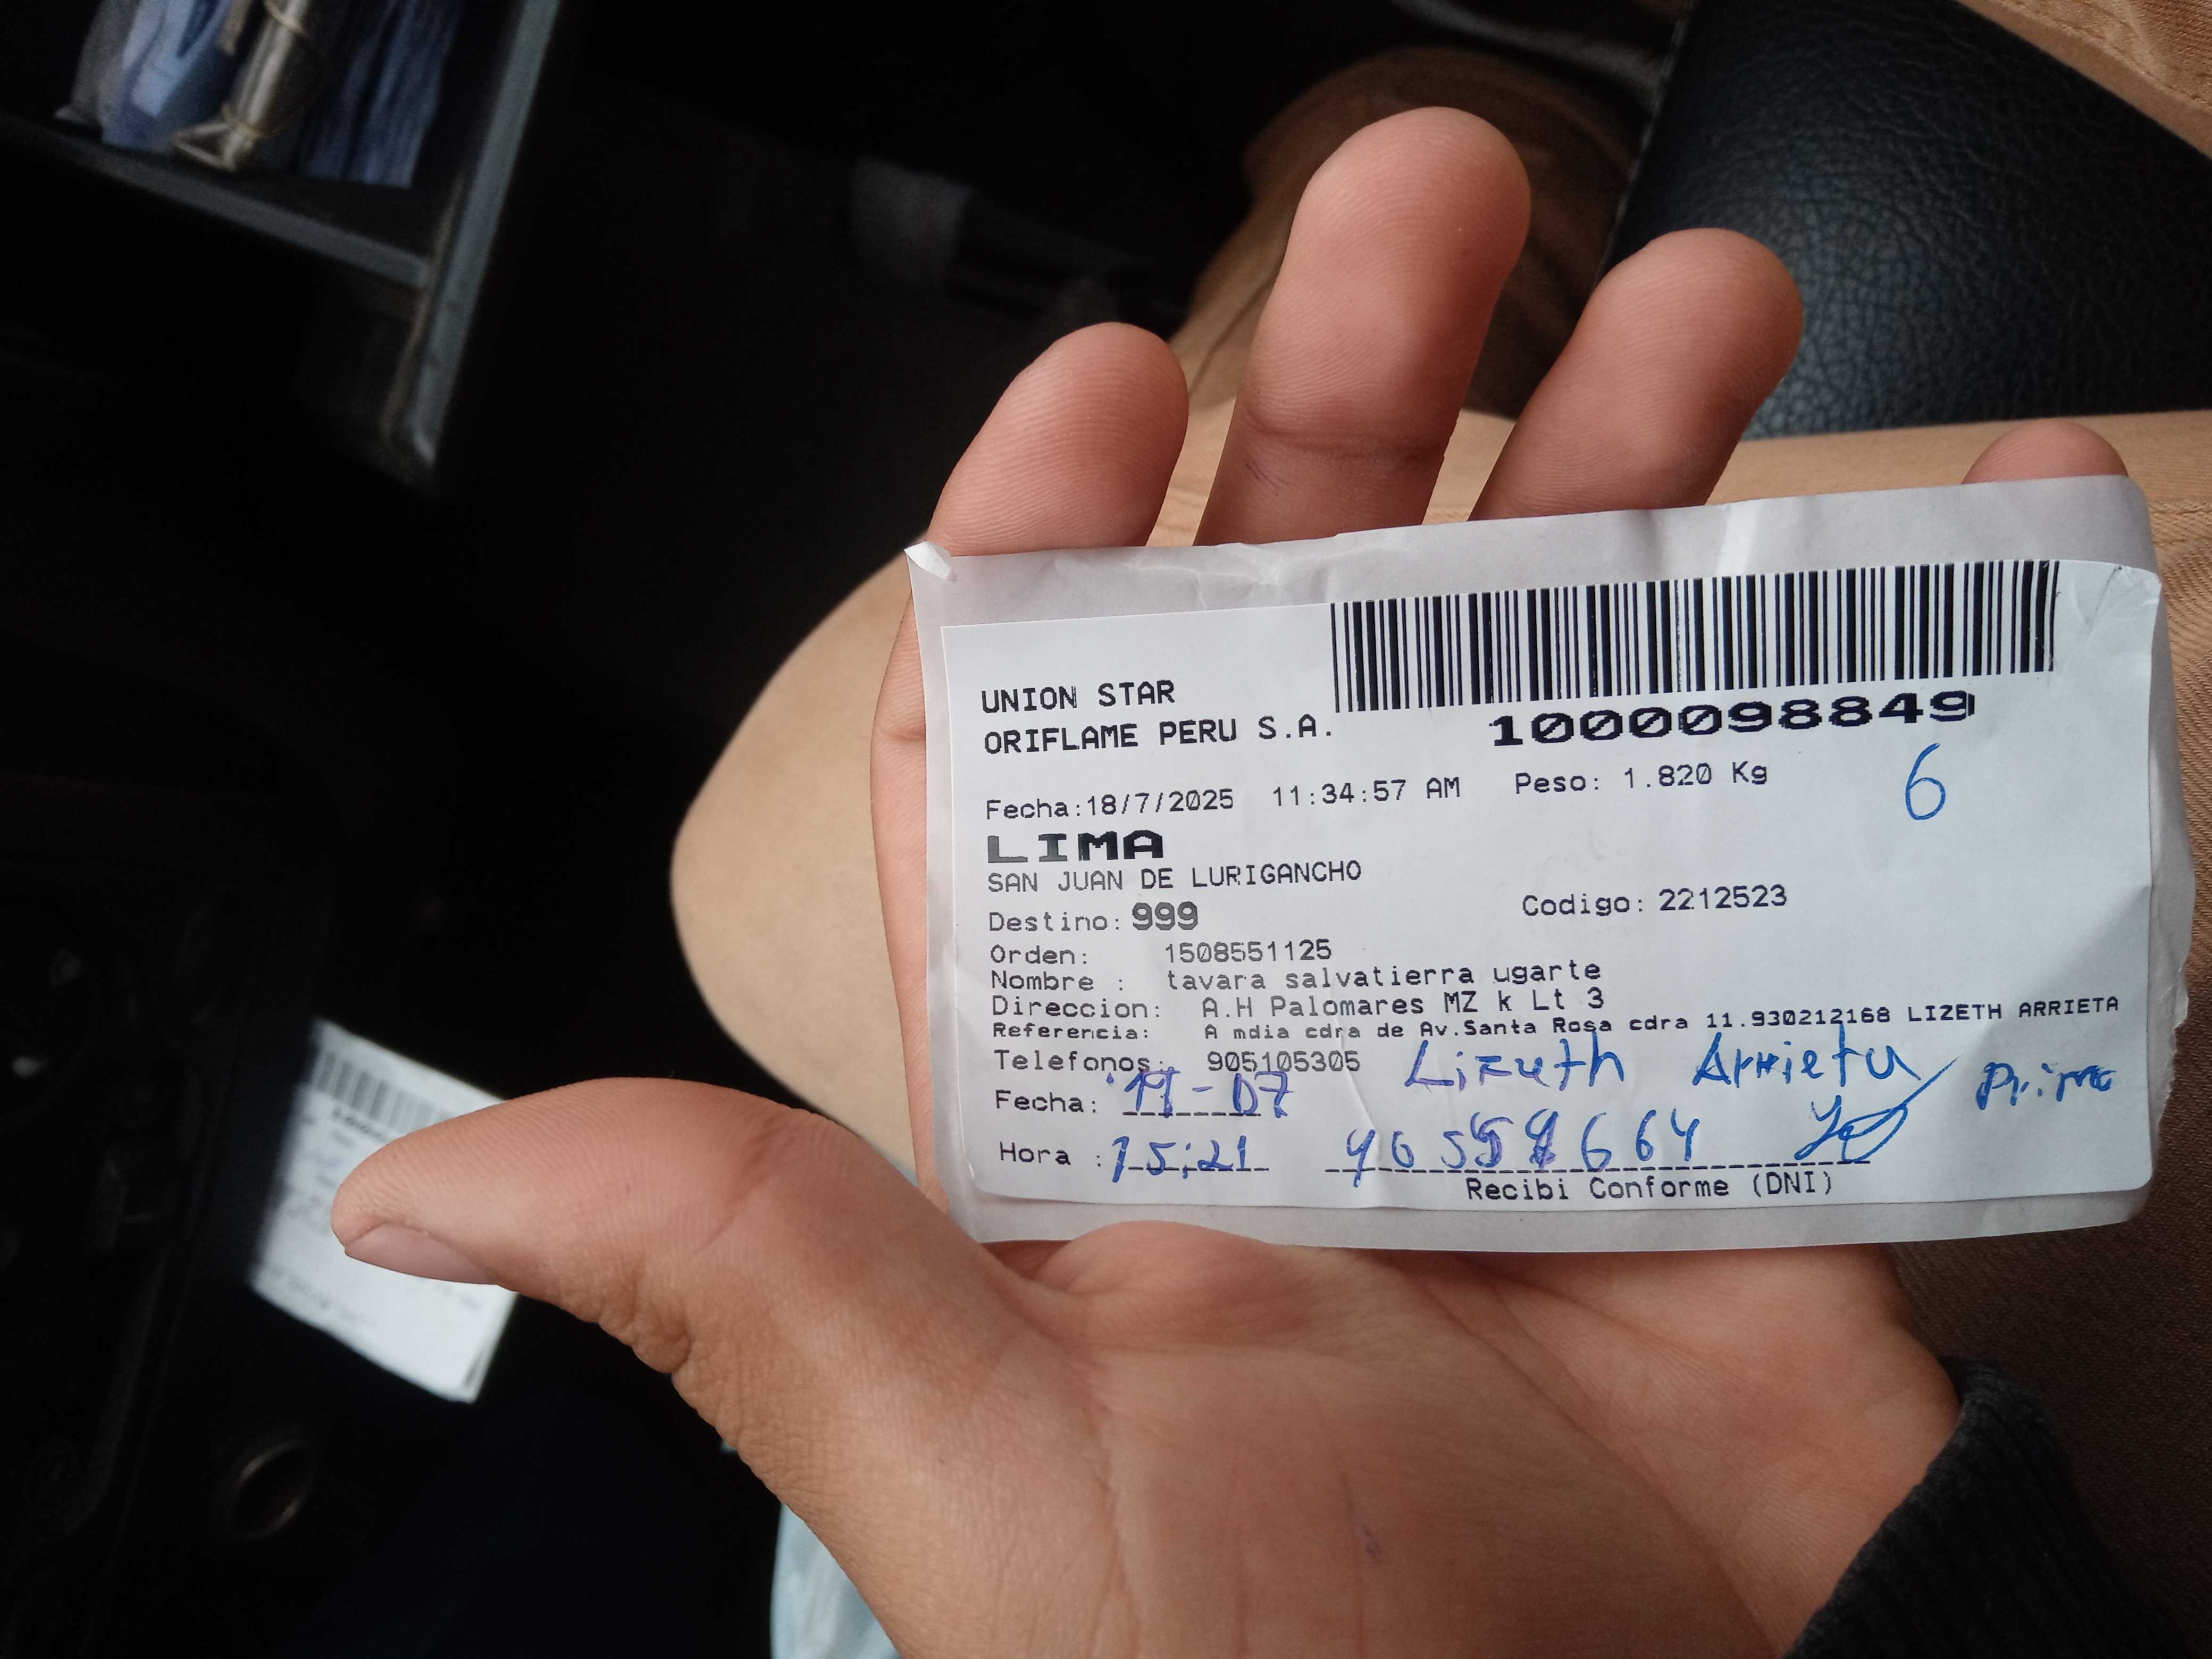 UNION STAR
ORIFLAME PERU S.A.
1000098849
Fecha:18/7/2025 11:34:57 AM Peso: 1.820 Kg
6
LIMA
SAN JUAN DE LURIGANCHO
Destino: 999 Codigo: 2212523
Orden: 1508551125
Nombre : tavara salvatierra ugarte
Direccion: A.H Palomares MZ k Lt 3
Referencia: A mdia cdra de Av.Santa Rosa cdra 11.930212168 LIZETH ARRIETA
Telefonos: 905105305 Lizeth Arrieta
Fecha: 19-07 Prima
Hora : 15:21
Recibi Conforme (DNI)